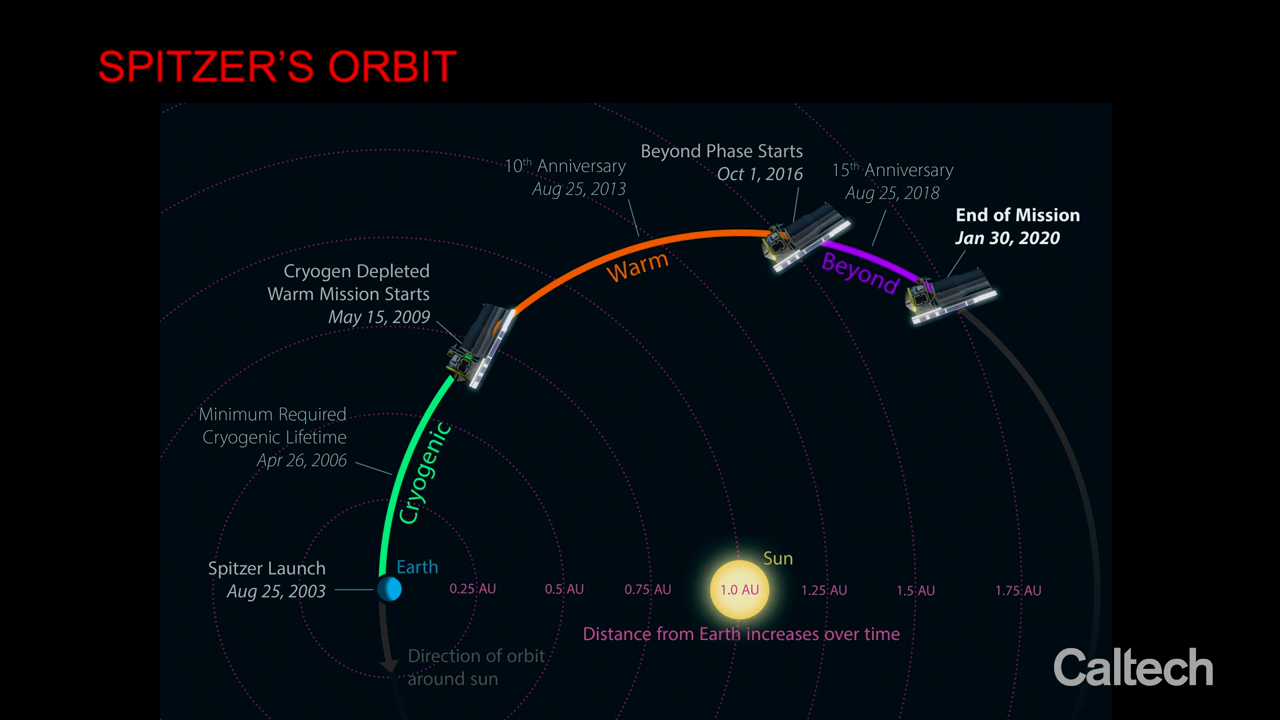 SPITZER'S ORBIT
10th Anniversary
Aug 25, 2013
Beyond Phase Starts
Oct 1, 2016
15th Anniversary
Aug 25, 2018
End of Mission
Jan 30, 2020
Cryogen Depleted
Warm Mission Starts
May 15, 2009
Warm
Beyond
Minimum Required
Cryogenic Lifetime
Apr 26, 2006
Cryogenic
Spitzer Launch
Aug 25, 2003
Earth
Sun
0.25 AU
0.5 AU
0.75 AU
1.0 AU
1.25 AU
1.5 AU
1.75 AU
Distance from Earth increases over time
Direction of orbit
around sun
Caltech